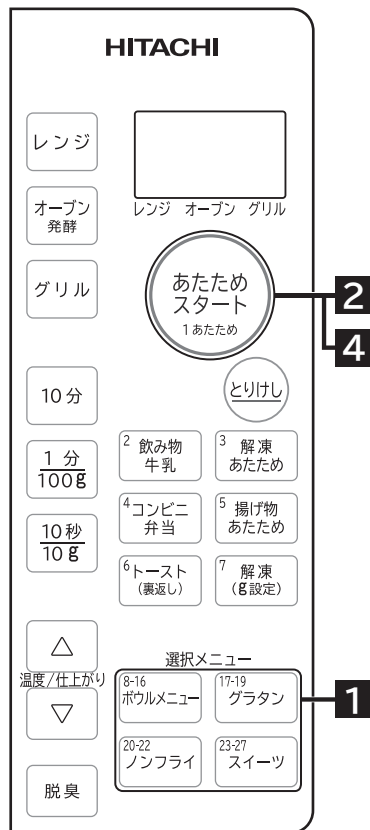 HITACHI
レンジ
オーブン
発酵
グリル
レンジ オーブン グリル
あたため
スタート
1あたため
2
4
とりけし
10分
1分
100g
10秒
10g
2 飲み物
牛乳
3 解凍
あたため
4コンビニ
弁当
5 揚げ物
あたため
6トースト
(裏返し)
7 解凍
(g設定)
△
温度/仕上がり
▽
脱臭
選択メニュー
8-16
ボウルメニュー
17-19
グラタン
1
20-22
ノンフライ
23-27
スイーツ